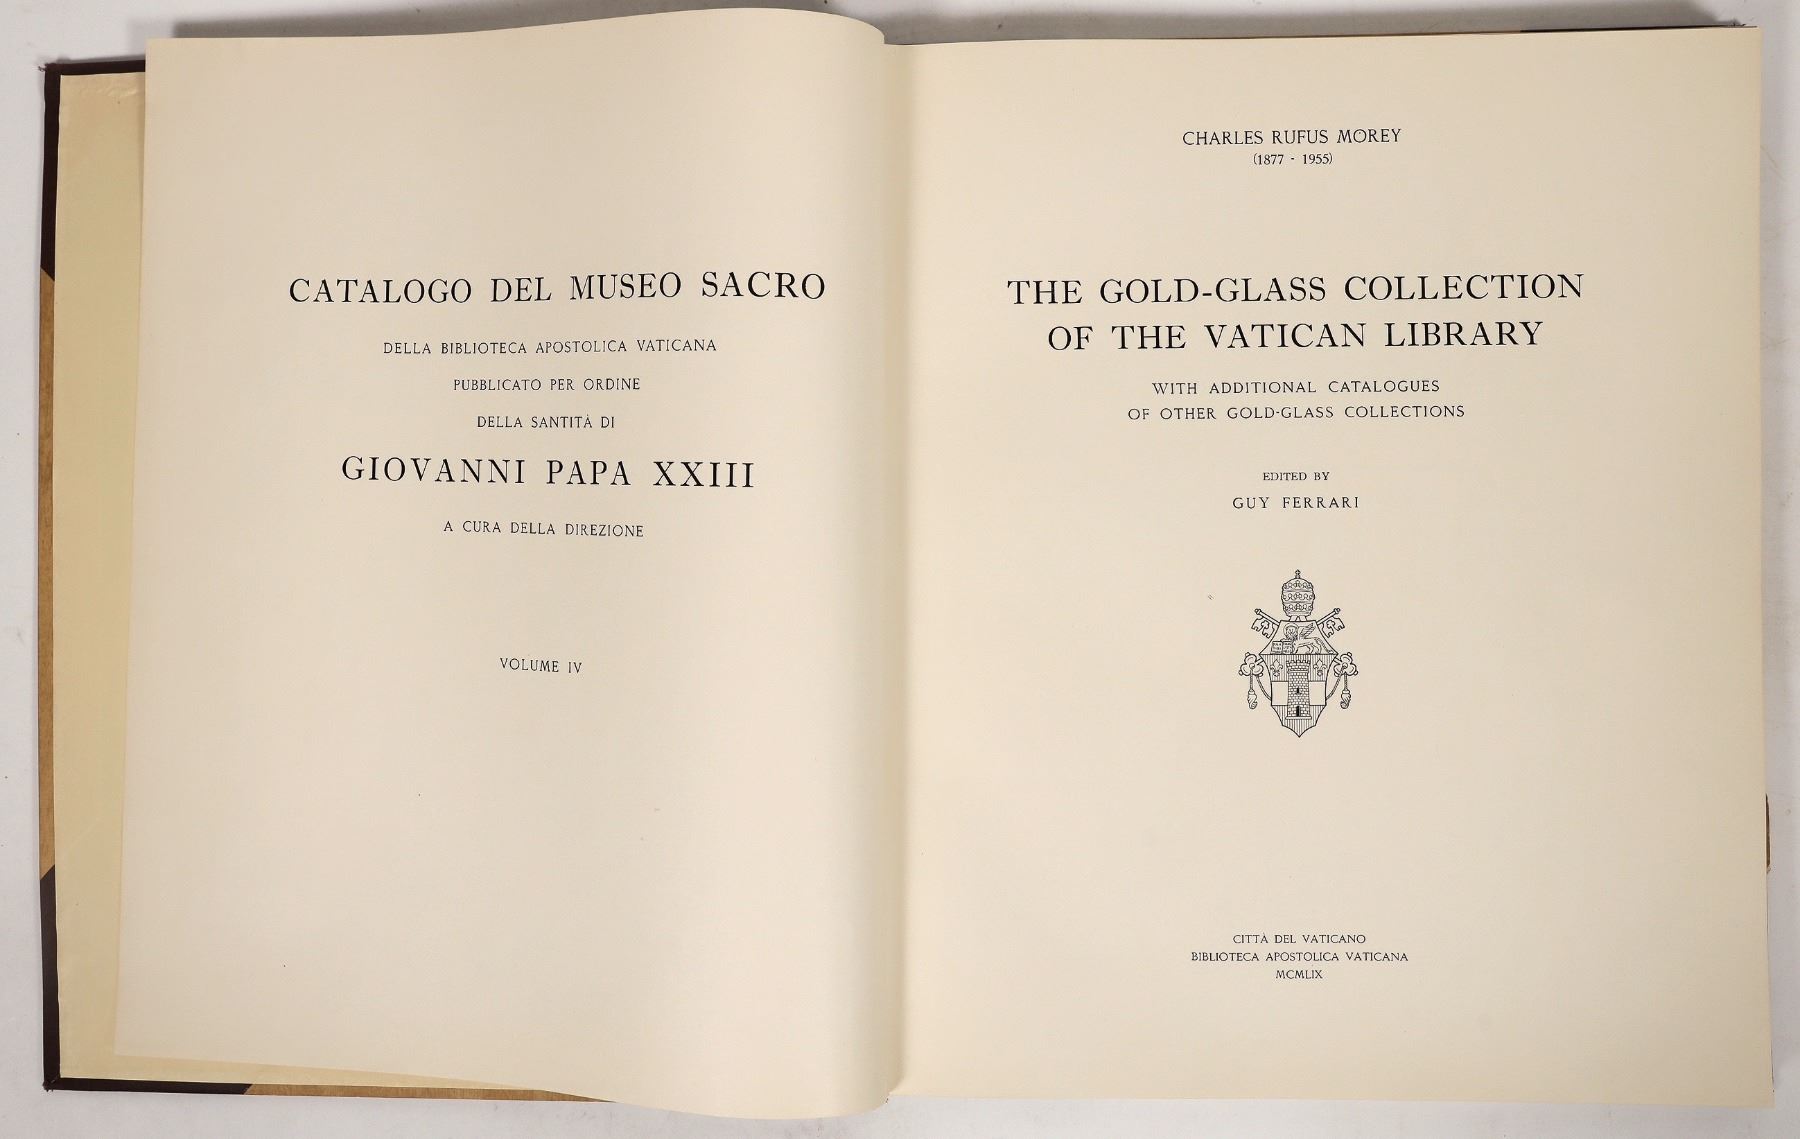 CATALOGO DEL MUSEO SACRO
DELLA BIBLIOTECA APOSTOLICA VATICANA
PUBBLICATO PER ORDINE
DELLA SANTITÀ DI
GIOVANNI PAPA XXIII
A CURA DELLA DIREZIONE
VOLUME IV
CHARLES RUFUS MOREY
(1877 - 1955)
THE GOLD-GLASS COLLECTION
OF THE VATICAN LIBRARY
WITH ADDITIONAL CATALOGUES
OF OTHER GOLD-GLASS COLLECTIONS
EDITED BY
GUY FERRARI
CITTÀ DEL VATICANO
BIBLIOTECA APOSTOLICA VATICANA
MCMLIX